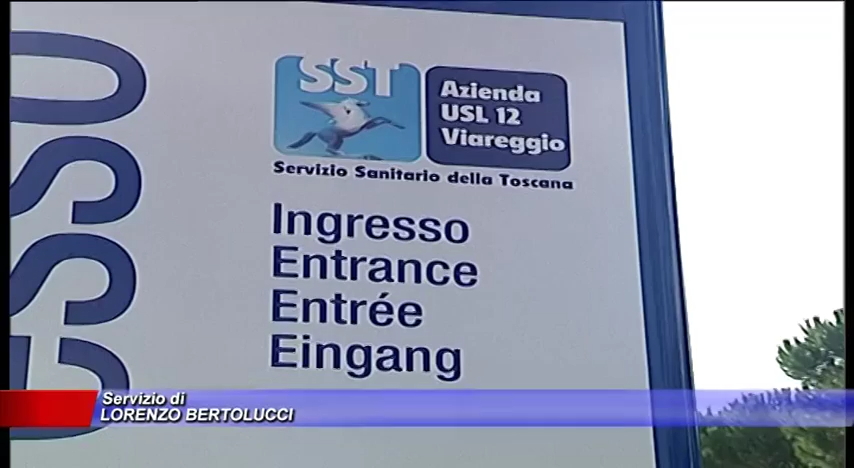 SST
Azienda
USL 12
Viareggio
Servizio Sanitario della Toscana
Ingresso
Entrance
Entrée
Eingang
Servizio di
LORENZO BERTOLUCCI